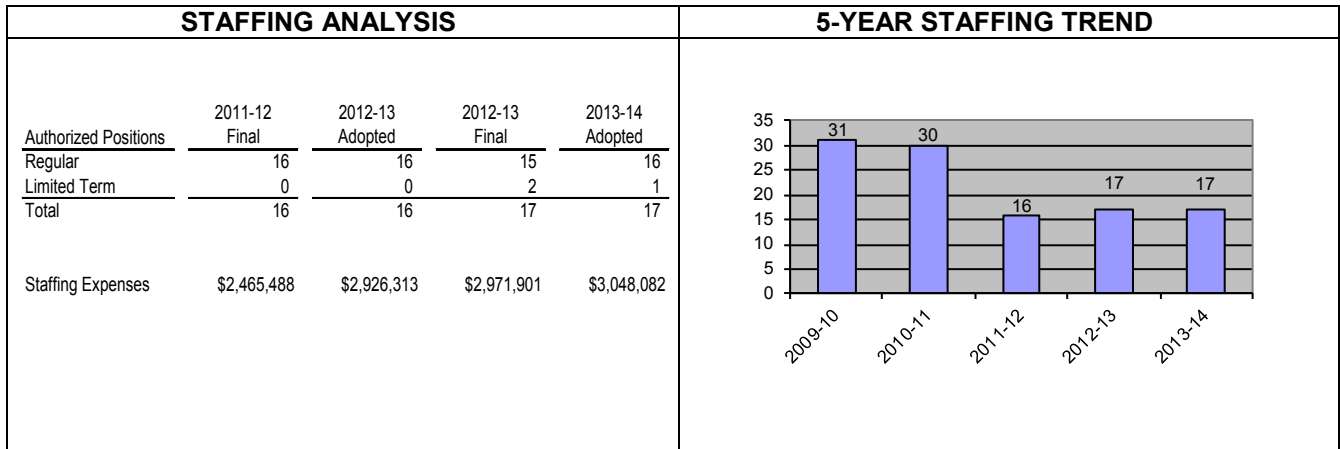 STAFFING ANALYSIS
2011-12 2012-13 2012-13 2013-14
Authorized Positions Final Adopted Final Adopted
Regular 16 16 15 16
Limited Term 0 0 2 1
Total 16 16 17 17
Staffing Expenses $2,465,488 $2,926,313 $2,971,901 $3,048,082
5-YEAR STAFFING TREND
35
30
25
20
15
10
5
0
31 30 16 17 17
2009-10 2010-11 2011-12 2012-13 2013-14